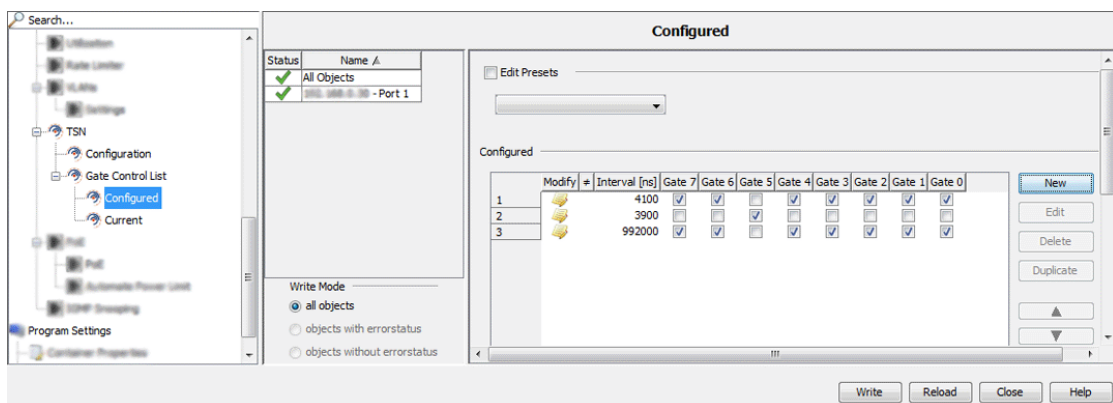 Search...
TSN
Configuration
Gate Control List
Configured
Current
Program Settings
Configured
Status Name
All Objects
- Port 1
Write Mode
all objects
objects with errorstatus
objects without errorstatus
Edit Presets
Configured
Modify ≠ Interval [ns] Gate 7 Gate 6 Gate 5 Gate 4 Gate 3 Gate 2 Gate 1 Gate 0
1 4100
2 3900
3 992000
New
Edit
Delete
Duplicate
Write Reload Close Help